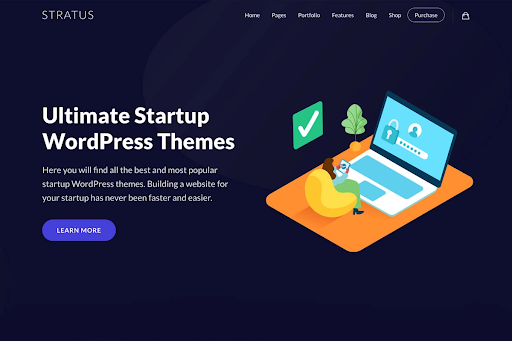 STRATUS
Home Pages Portfolio Features Blog Shop Purchase
Ultimate Startup
WordPress Themes
Here you will find all the best and most popular
startup WordPress themes. Building a website for
your startup has never been faster and easier.
LEARN MORE